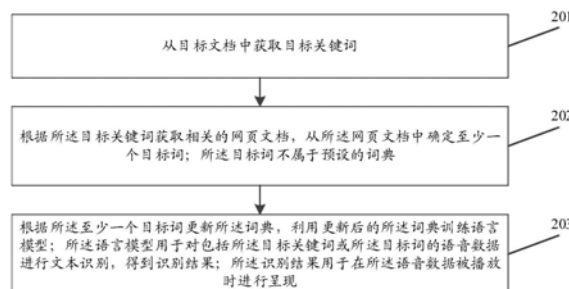 201
从目标文档中获取目标关键词
202
根据所述目标关键词获取相关的网页文档，从所述网页文档中确定至少一
个目标词；所述目标词不属于预设的词典
203
根据所述至少一个目标词更新所述词典，利用更新后的所述词典训练语言
模型；所述语言模型用于对包括所述目标关键词或所述目标词的语音数据
进行文本识别，得到识别结果；所述识别结果用于在所述语音数据被播放
时进行呈现